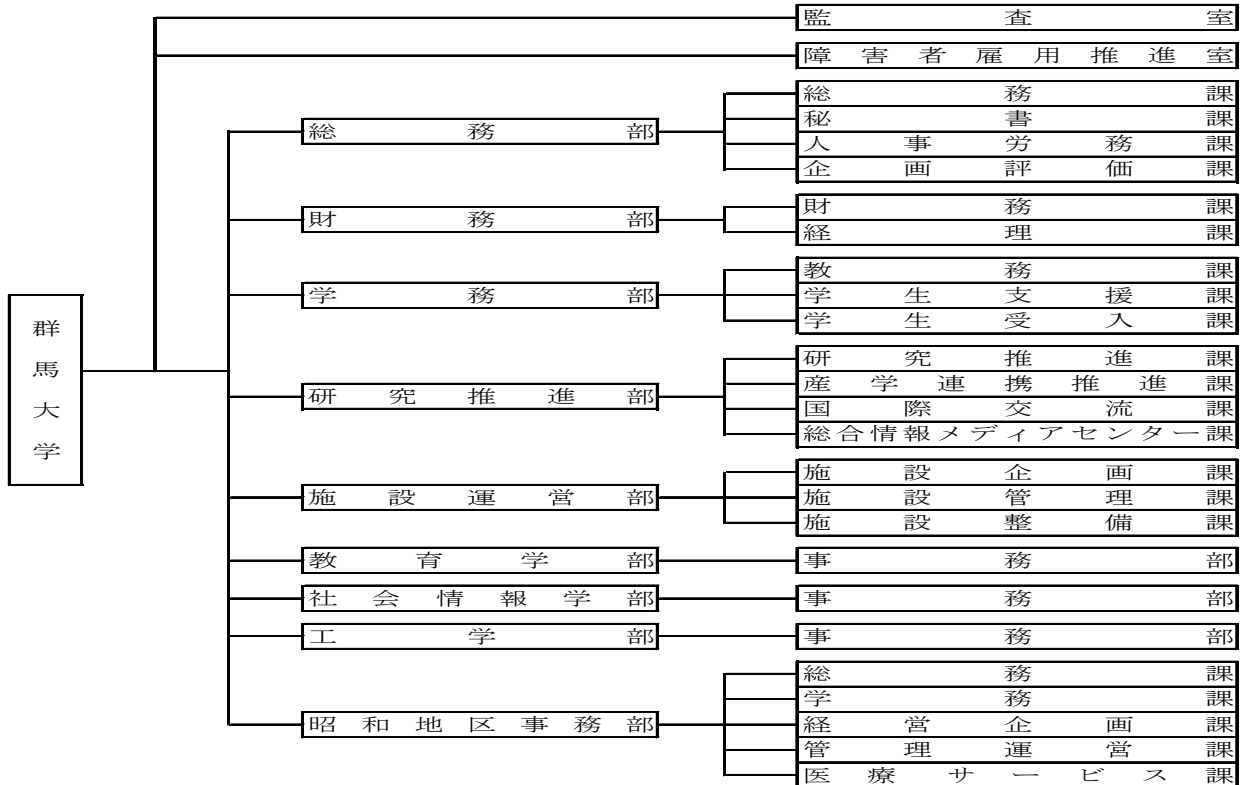 群馬大学
監査室
障害者雇用推進室
総務部
総務課
秘書課
人事労務課
企画評価課
財務部
財務課
経理課
学務部
教務課
学生支援課
学生受入課
研究推進部
研究推進課
産学連携推進課
国際交流課
総合情報メディアセンター課
施設運営部
施設企画課
施設管理課
施設整備課
教育学部
事務部
社会情報学部
事務部
工学部
事務部
昭和地区事務部
総務課
学務課
経営企画課
管理運営課
医療サービス課